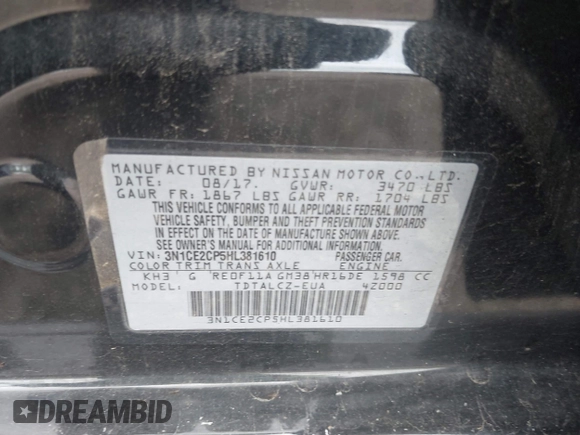 MANUFACTURED BY NISSAN MOTOR CO.,LTD.
DATE: 08/17. GVWR: 3470 LBS
GAWR FR: 1867 LBS GAWR RR: 1704 LBS
THIS VEHICLE CONFORMS TO ALL APPLICABLE FEDERAL MOTOR
VEHICLE SAFETY, BUMPER AND THEFT PREVENTION STANDARDS
IN EFFECT ON THE DATE OF MANUFACTURE SHOWN ABOVE.
SEE OWNER'S MANUAL FOR ADDITIONAL INFORMATION.
VIN: 3N1CE2CP5HL381610 PASSENGER CAR.
COLOR TRIM TRANS AXLE ENGINE
KH3 G RE0F11A GM38 HR16DE 1598 CC
MODEL: TDTALCZ-EUA 4Z000
3N1CE2CP5HL381610
DREAMBID